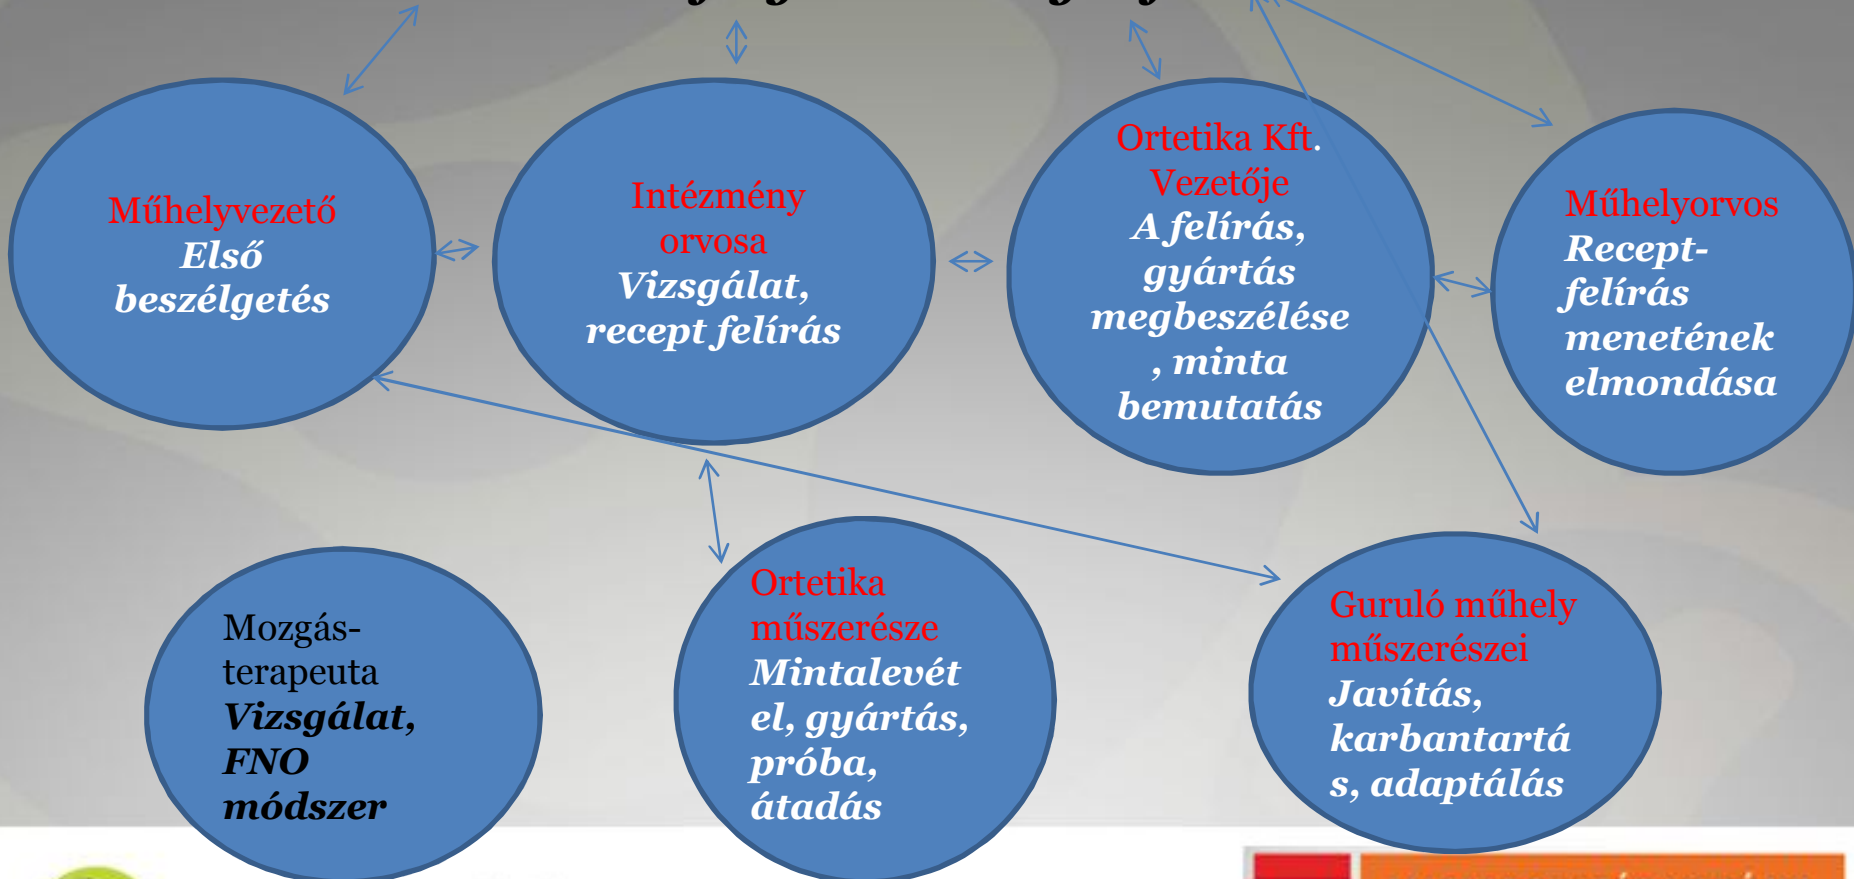 Műhelyvezető
Első
beszélgetés
Intézmény
orvosa
Vizsgálat,
recept felírás
Ortetika Kft.
Vezetője
A felírás,
gyártás
megbeszélése
, minta
bemutatás
Műhelyorvos
Recept-
felírás
menetének
elmondása
Mozgás-
terapeuta
Vizsgálat,
FNO
módszer
Ortetika
műszerésze
Mintalevét
el, gyártás,
próba,
átadás
Guruló műhely
műszerészei
Javítás,
karbantartá
s, adaptálás